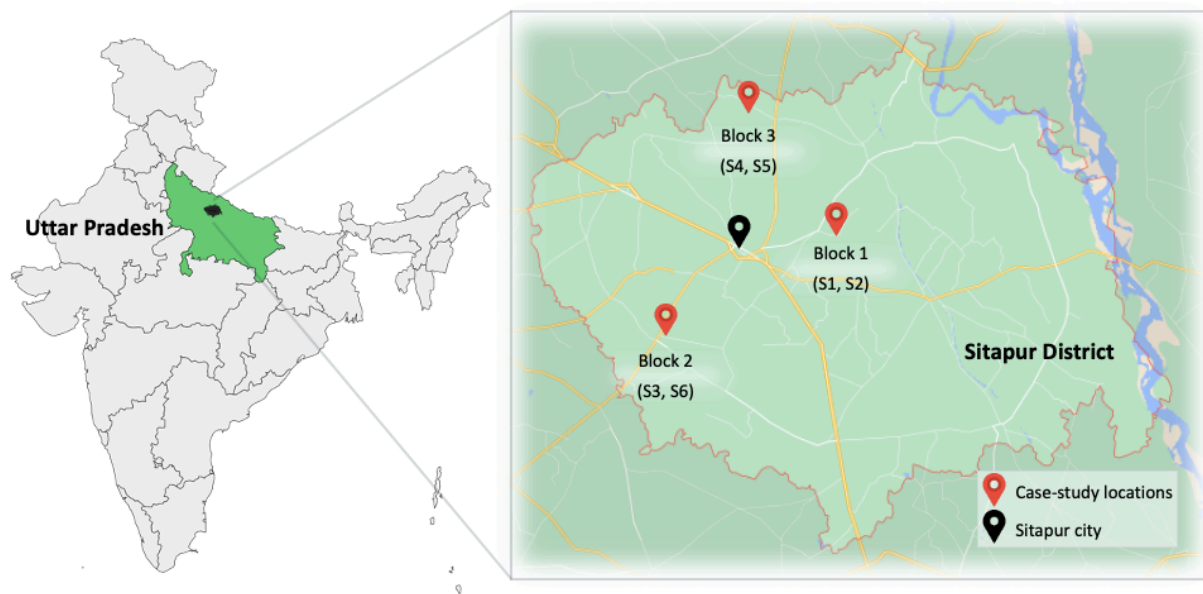 Uttar Pradesh
Block 3
(S4, S5)
Block 1
(S1, S2)
Block 2
(S3, S6)
Sitapur District
Case-study locations
Sitapur city